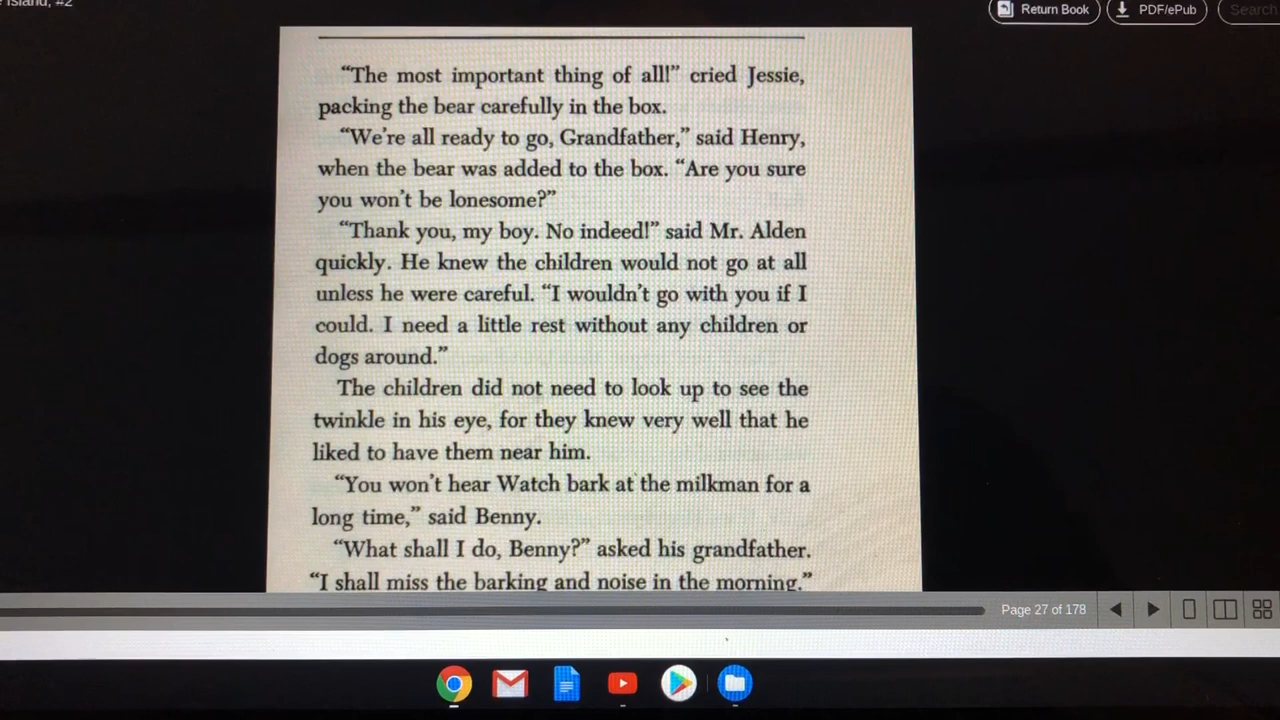 Island, #2
Return Book
PDF/ePub
Search
“The most important thing of all!” cried Jessie,
packing the bear carefully in the box.
“We’re all ready to go, Grandfather,” said Henry,
when the bear was added to the box. “Are you sure
you won’t be lonesome?”
“Thank you, my boy. No indeed!” said Mr. Alden
quickly. He knew the children would not go at all
unless he were careful. “I wouldn’t go with you if I
could. I need a little rest without any children or
dogs around.”
The children did not need to look up to see the
twinkle in his eye, for they knew very well that he
liked to have them near him.
“You won’t hear Watch bark at the milkman for a
long time,” said Benny.
“What shall I do, Benny?” asked his grandfather.
“I shall miss the barking and noise in the morning.”
Page 27 of 178